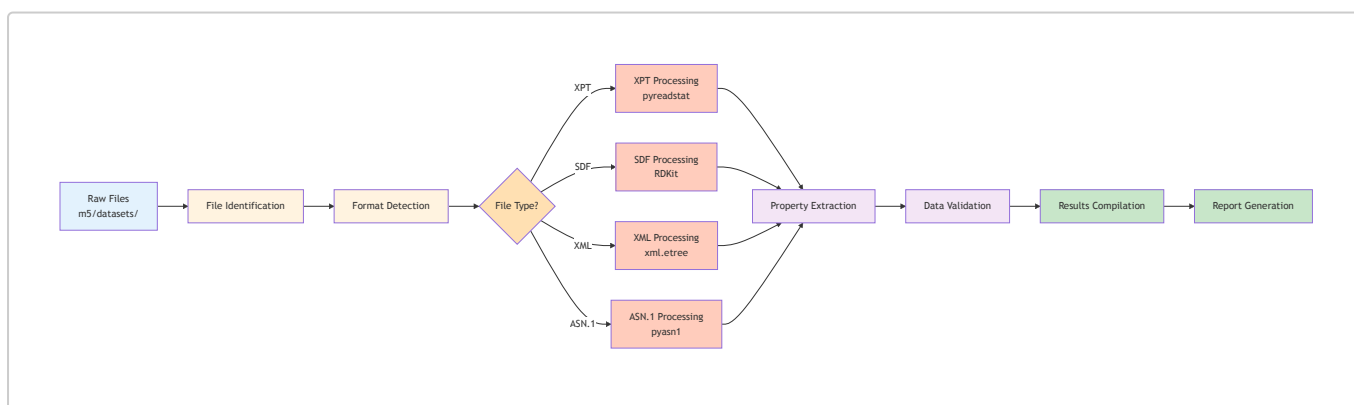 Raw Files
m5/datasets/
File Identification
Format Detection
File Type?
XPT
SDF
XML
ASN.1
XPT Processing
pyreadstat
SDF Processing
RDKit
XML Processing
xml.etree
ASN.1 Processing
pyasn1
Property Extraction
Data Validation
Results Compilation
Report Generation